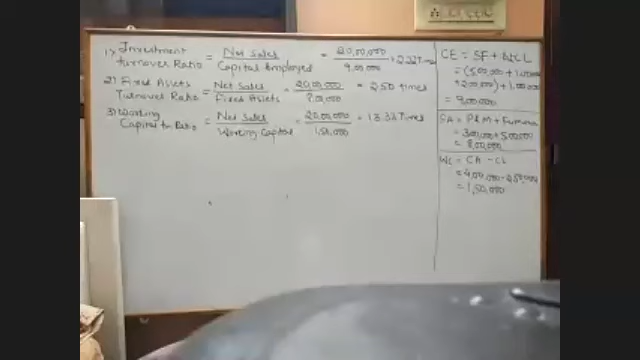 1) Investment = Net Sales = 20,00,000 = 2.22 Times
Turnover Ratio Capital Employed 9,00,000
2) Fixed Assets = Net Sales = 20,00,000 = 2.50 times
Turnover Ratio Fixed Assets 8,00,000
3) Working = Net Sales = 20,00,000 = 13.33 Times
Capital To Ratio Working Capital 1,50,000
CE = SF + NCL
= (5,00,000 + 1,00,000
+ 2,00,000) + 1,00,000
= 9,00,000
FA = P&M + Furniture
= 3,00,000 + 5,00,000
= 8,00,000
WC = CA - CL
= 4,00,000 - 2,50,000
= 1,50,000